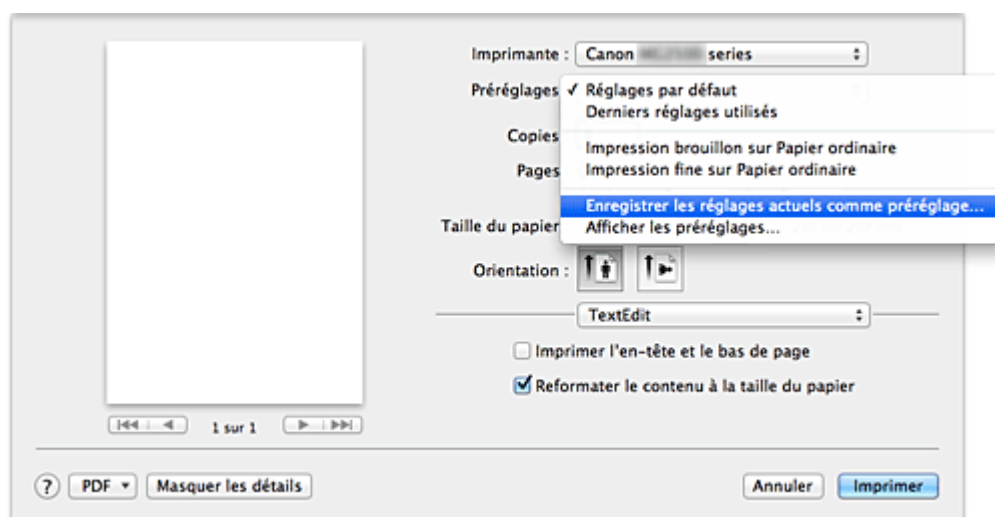 Imprimante : Canon series
Préréglages ✓ Réglages par défaut
Derniers réglages utilisés
Copies
Impression brouillon sur Papier ordinaire
Pages
Impression fine sur Papier ordinaire
Enregistrer les réglages actuels comme préréglage...
Taille du papier
Afficher les préréglages...
Orientation :
TextEdit
Imprimer l'en-tête et le bas de page
Reformater le contenu à la taille du papier
1 sur 1
? PDF Masquer les détails Annuler Imprimer